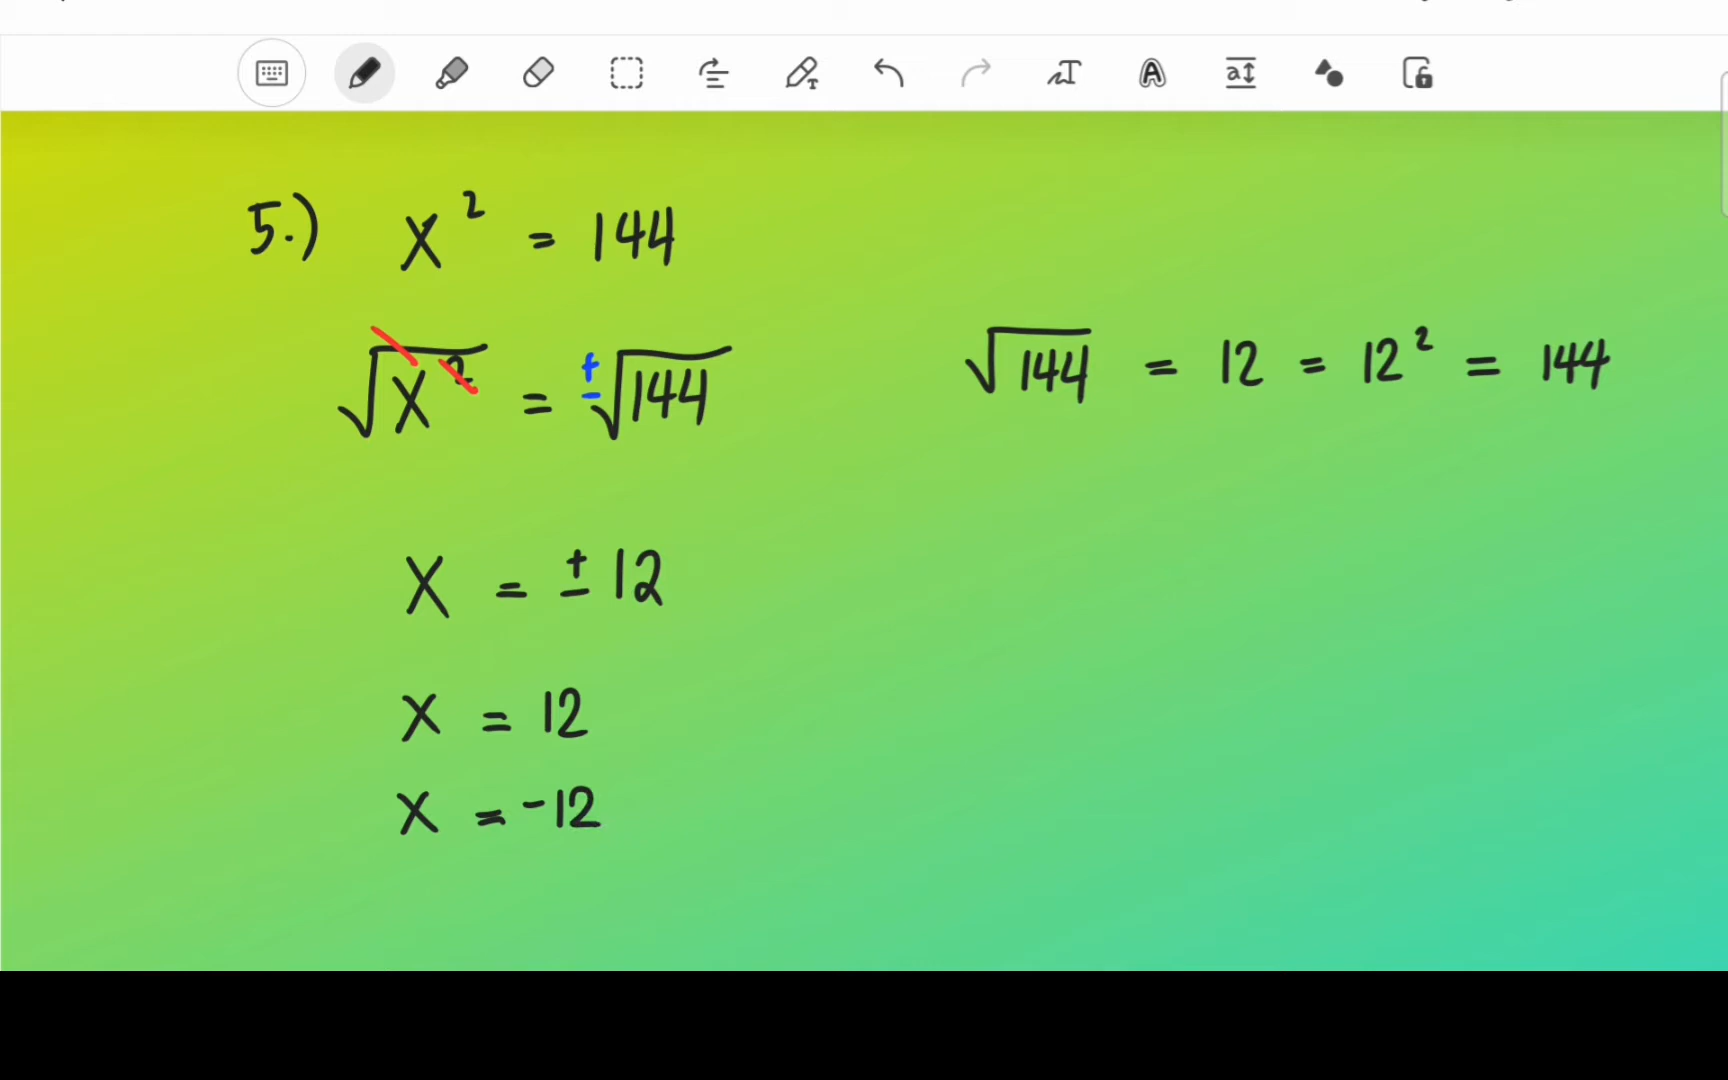 5.) x² = 144
√x² = ±√144
√144 = 12 = 12² = 144
x = ±12
x = 12
x = -12